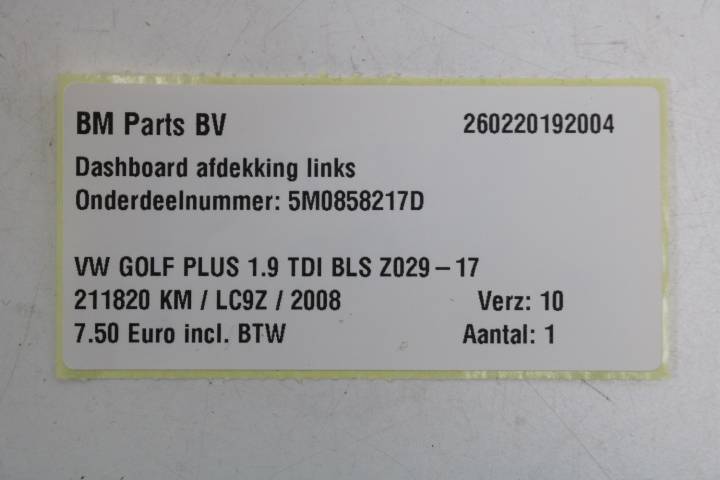 BM Parts BV 260220192004
Dashboard afdekking links
Onderdeelnummer: 5M0858217D
VW GOLF PLUS 1.9 TDI BLS Z029-17
211820 KM / LC9Z / 2008 Verz: 10
7.50 Euro incl. BTW Aantal: 1